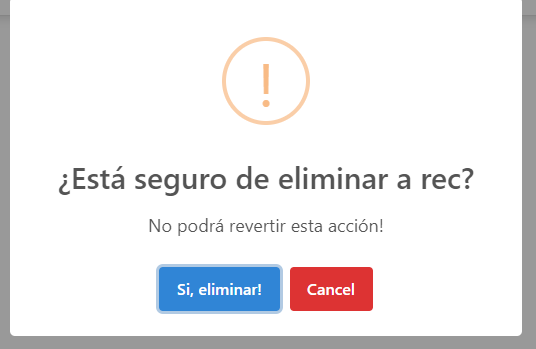 !
¿Está seguro de eliminar a rec?
No podrá revertir esta acción!
Si, eliminar! Cancel